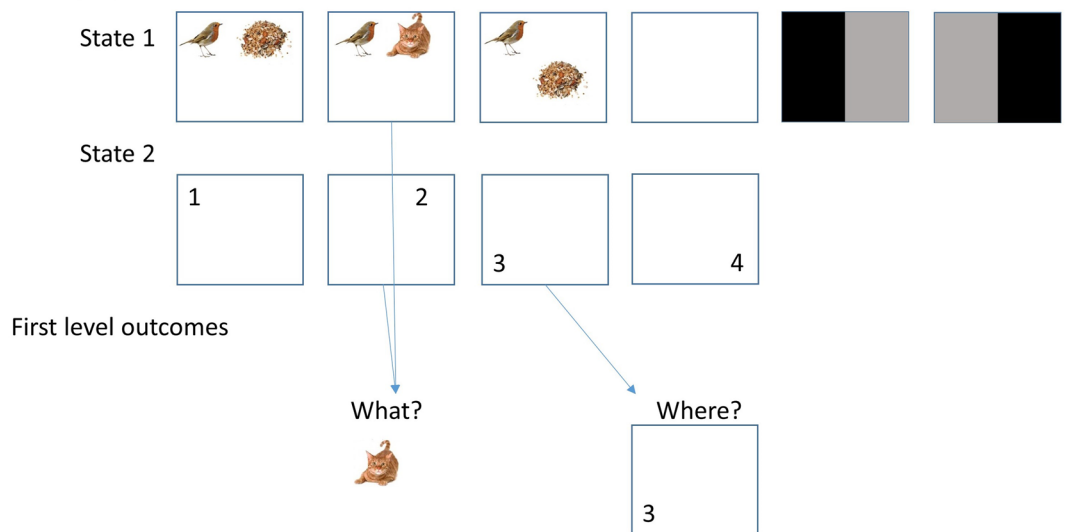 State 1
State 2
1
2
3
4
First level outcomes
What?
Where?
3